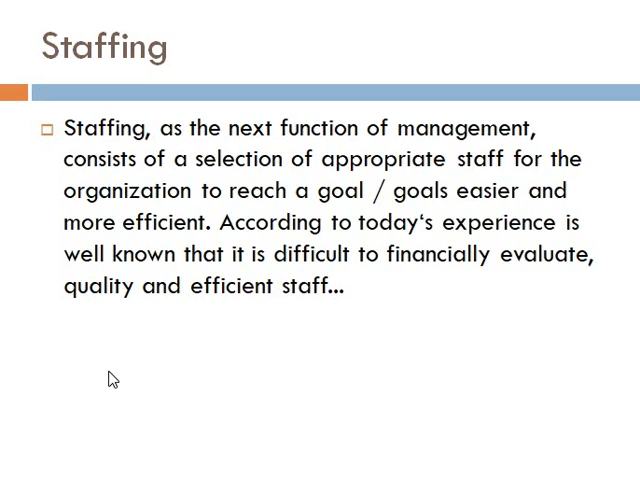 Staffing
Staffing, as the next function of management,
consists of a selection of appropriate staff for the
organization to reach a goal / goals easier and
more efficient. According to today‘s experience is
well known that it is difficult to financially evaluate,
quality and efficient staff...